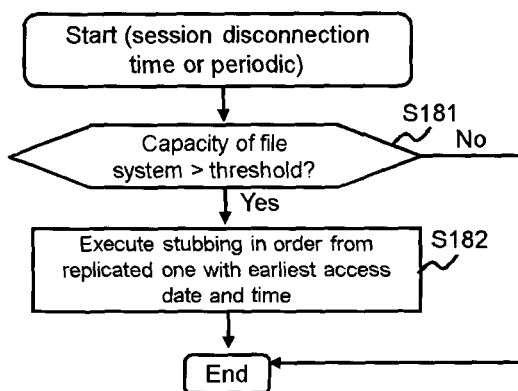 Start (session disconnection
time or periodic)
S181
Capacity of file
system > threshold?
No
Yes
Execute stubbing in order from
replicated one with earliest access
date and time
S182
End